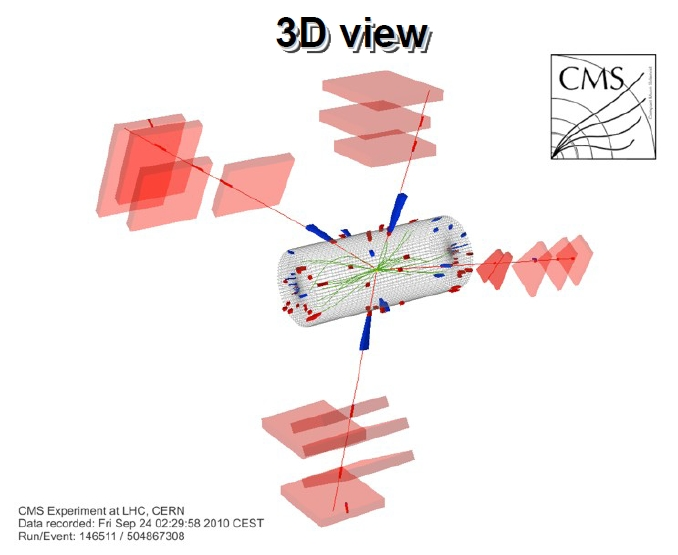 3D view
CMS
CMS Experiment at LHC, CERN
Data recorded: Fri Sep 24 02:29:58 2010 CEST
Run/Event: 146511 / 504867308